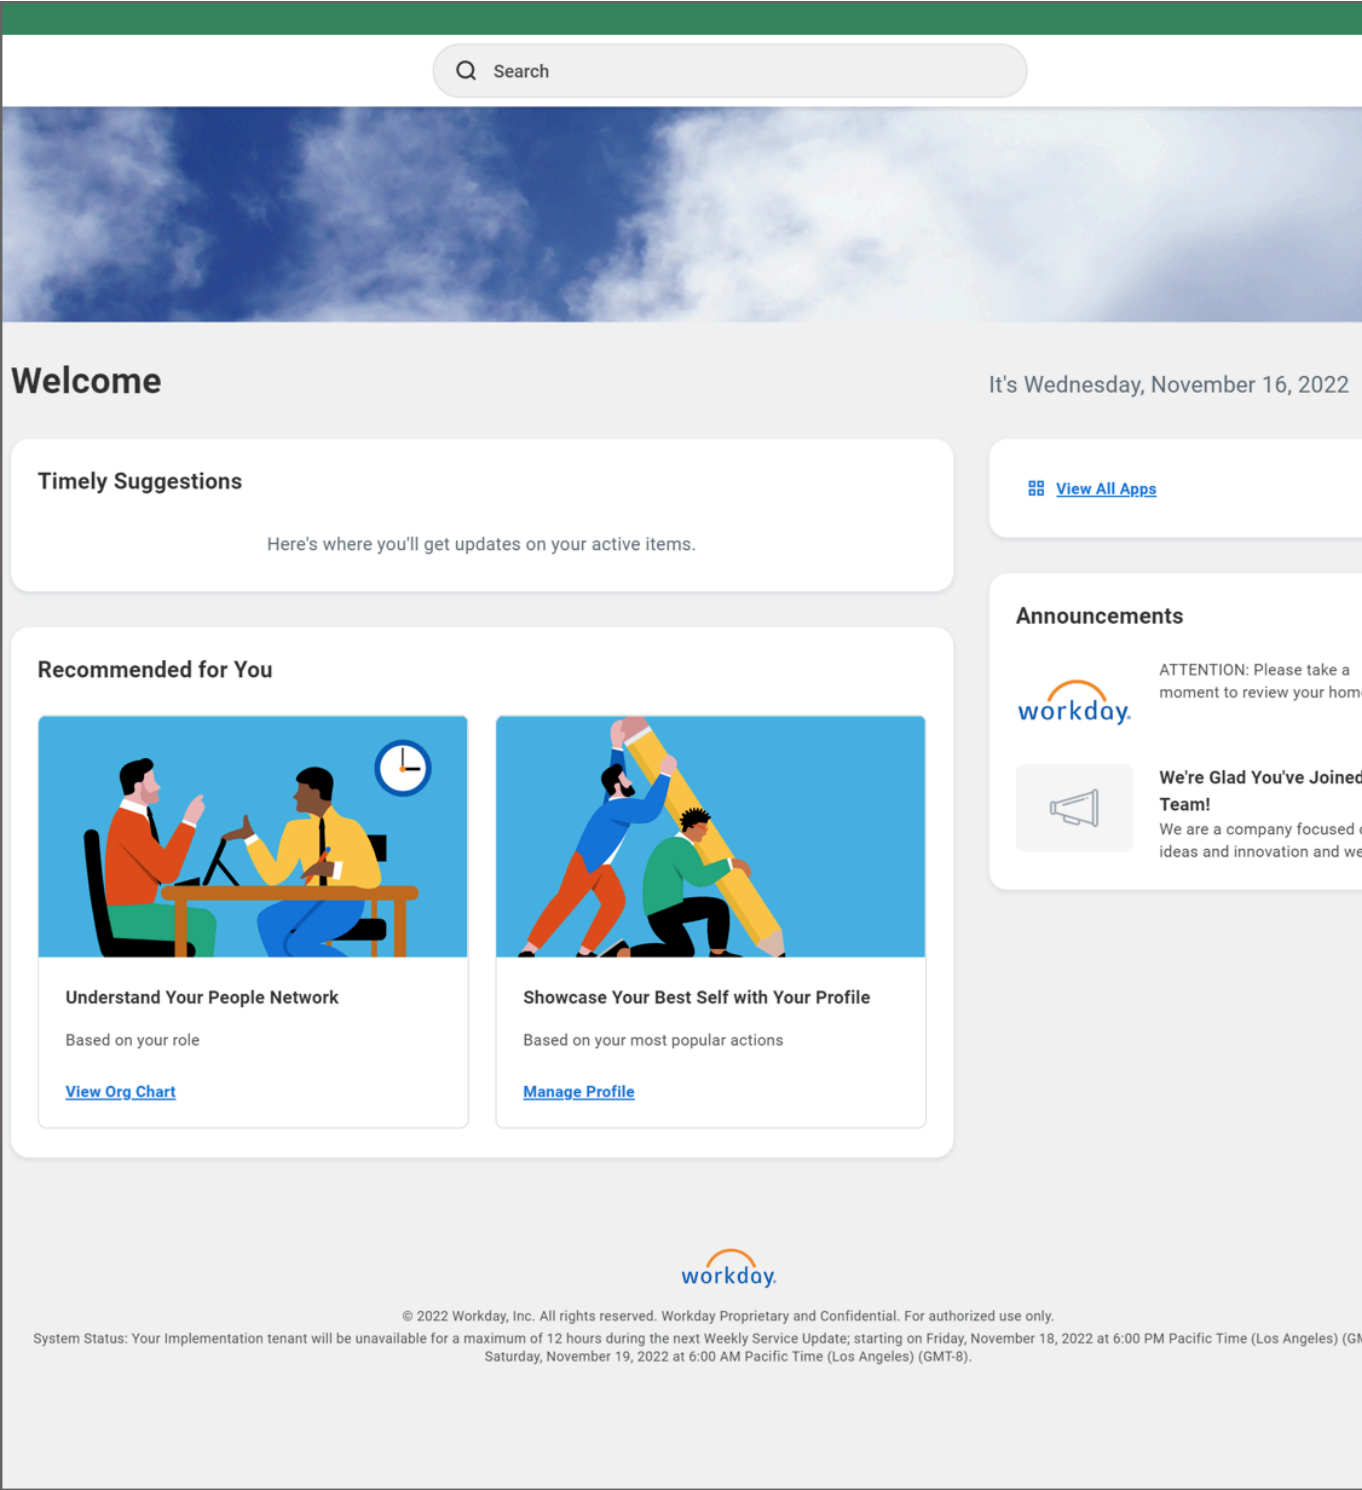 Search
Welcome
It's Wednesday, November 16, 2022
Timely Suggestions
Here's where you'll get updates on your active items.
View All Apps
Recommended for You
Understand Your People Network
Based on your role
View Org Chart
Showcase Your Best Self with Your Profile
Based on your most popular actions
Manage Profile
Announcements
workday.
ATTENTION: Please take a
moment to review your
We're Glad You've Joined
Team!
We are a company focused
ideas and innovation and we
workday.
© 2022 Workday, Inc. All rights reserved. Workday Proprietary and Confidential. For authorized use only.
System Status: Your Implementation tenant will be unavailable for a maximum of 12 hours during the next Weekly Service Update; starting on Friday, November 18, 2022 at 6:00 PM Pacific Time (Los Angeles)
Saturday, November 19, 2022 at 6:00 AM Pacific Time (Los Angeles) (GMT-8).